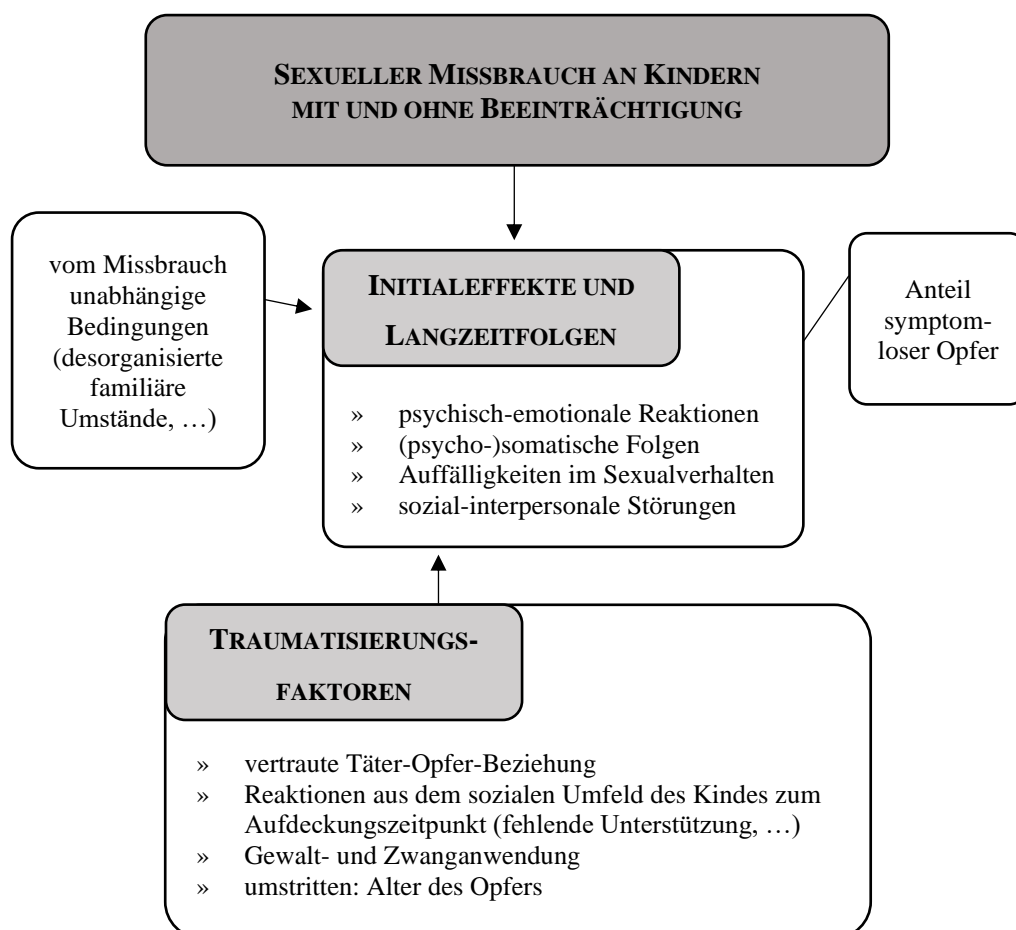 SEXUELLER MISSBRAUCH AN KINDERN
MIT UND OHNE BEEINTRÄCHTIGUNG
vom Missbrauch
unabhängige
Bedingungen
(desorganisierte
familiäre
Umstände, …)
INITIALEFFEKTE UND
LANGZEITFOLGEN
» psychisch-emotionale Reaktionen
» (psycho-)somatische Folgen
» Auffälligkeiten im Sexualverhalten
» sozial-interpersonale Störungen
Anteil
symptom-
loser Opfer
TRAUMATISIERUNGS-
FAKTOREN
» vertraute Täter-Opfer-Beziehung
» Reaktionen aus dem sozialen Umfeld des Kindes zum
Aufdeckungszeitpunkt (fehlende Unterstützung, …)
» Gewalt- und Zwanganwendung
» umstritten: Alter des Opfers